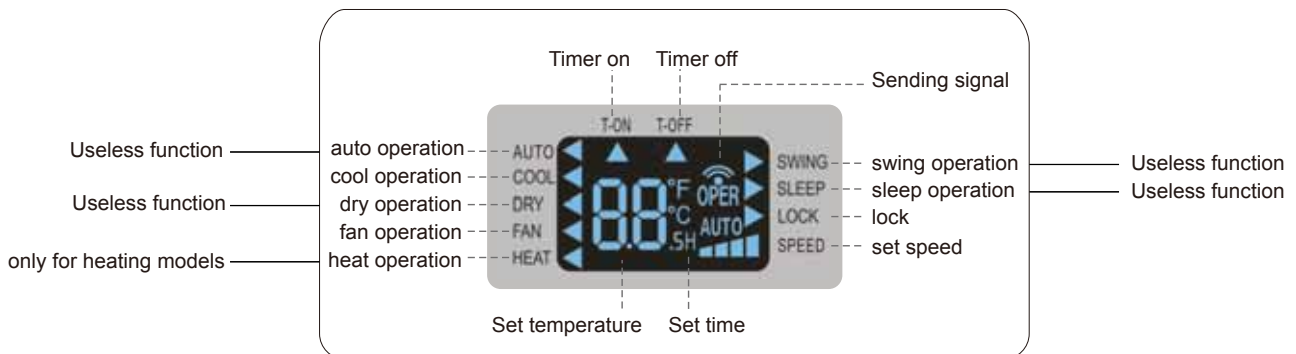 Timer on Timer off
Sending signal
T-ON T-OFF
Useless function auto operation AUTO SWING swing operation Useless function
cool operation COOL °F OPER SLEEP sleep operation Useless function
Useless function dry operation DRY 88 °C LOCK lock
fan operation FAN AUTO SPEED set speed
only for heating models heat operation HEAT .5H
Set temperature Set time